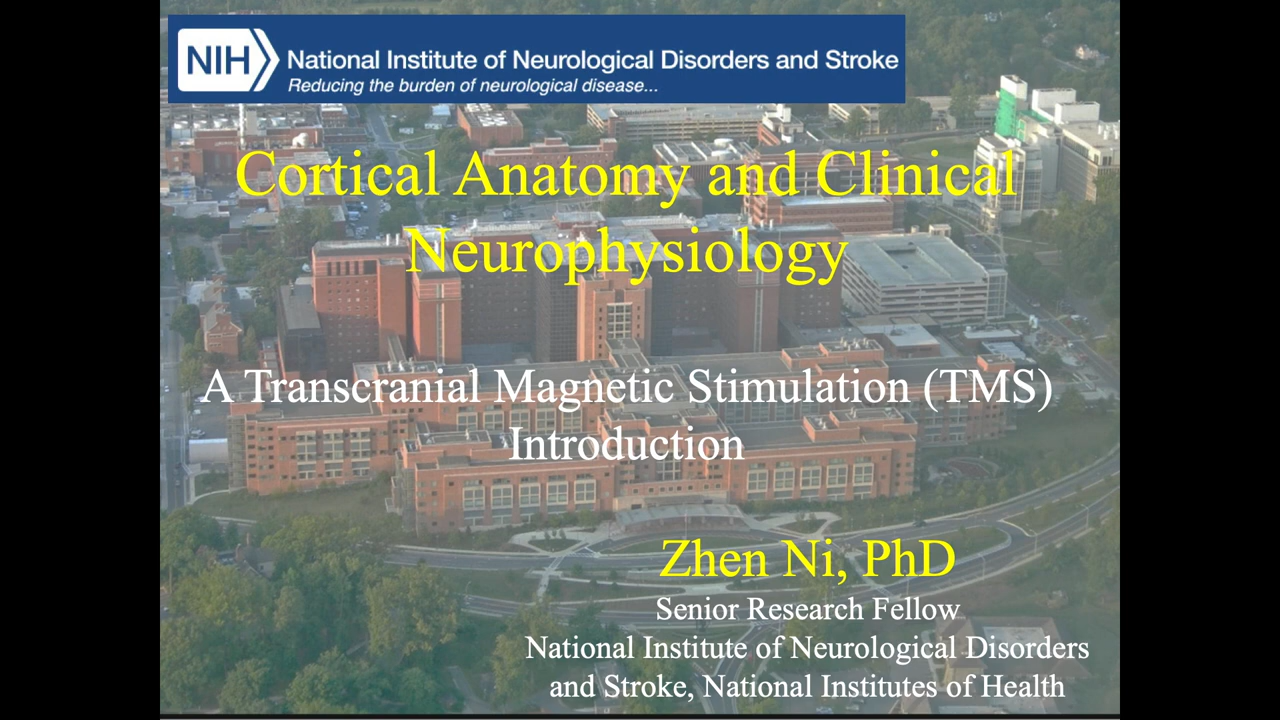 NIH
National Institute of Neurological Disorders and Stroke
Reducing the burden of neurological disease...
Cortical Anatomy and Clinical
Neurophysiology
A Transcranial Magnetic Stimulation (TMS)
Introduction
Zhen Ni, PhD
Senior Research Fellow
National Institute of Neurological Disorders
and Stroke, National Institutes of Health